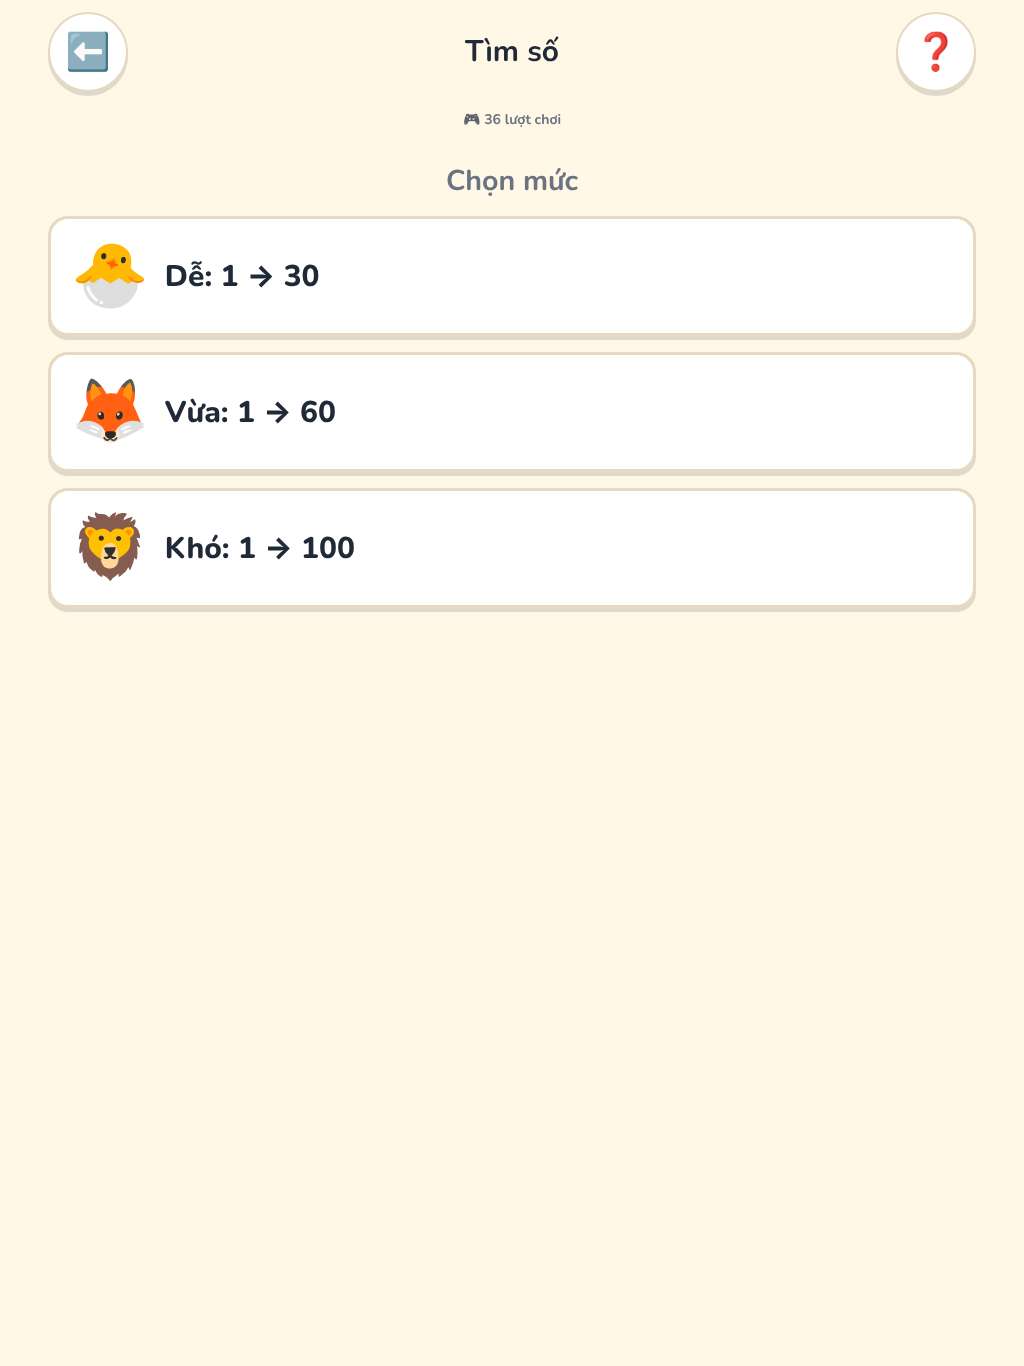 Tìm số
36 lượt chơi
Chọn mức
Dễ: 1 → 30
Vừa: 1 → 60
Khó: 1 → 100